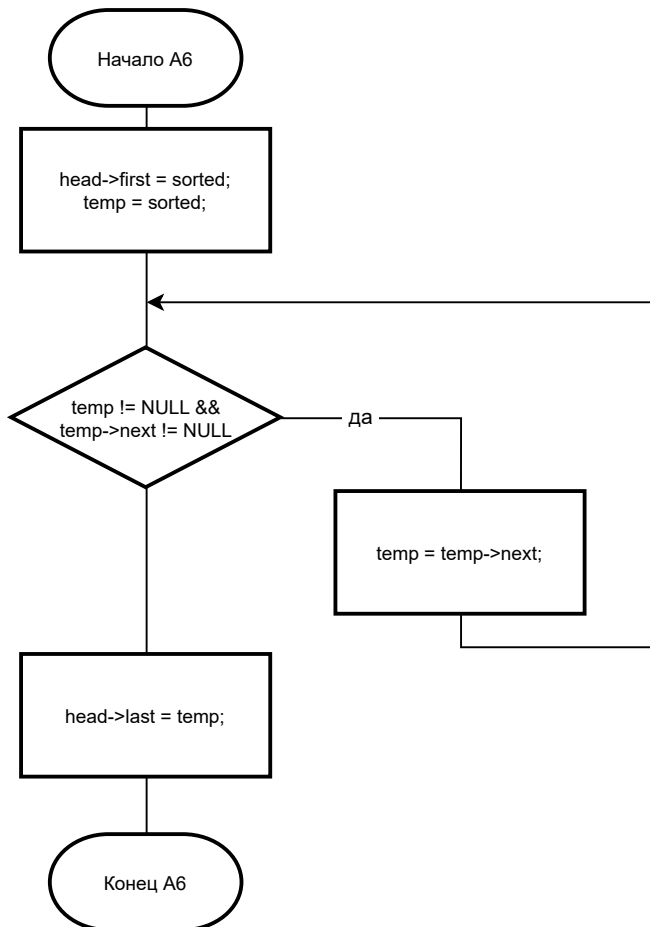 Начало А6
head->first = sorted;
temp = sorted;
temp != NULL &&
temp->next != NULL
да
temp = temp->next;
head->last = temp;
Конец А6